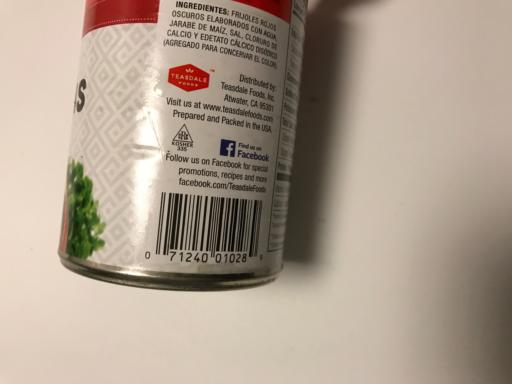 INGREDIENTES: FRIJOLES ROJOS
OSCUROS ELABORADOS CON AGUA,
JARABE DE MAÍZ, SAL, CLORURO DE
CALCIO Y EDETATO CÁLCICO DISÓDICO
(AGREGADO PARA CONSERVAR EL COLOR).
TEASDALE
FOODS
Distributed by:
Teasdale Foods, Inc.
Atwater, CA 95301
Visit us at www.teasdalefoods.com
Prepared and Packed in the USA.
KOSHER
335
Find us on
Facebook
Follow us on Facebook for special
promotions, recipes and more
facebook.com/TeasdaleFoods
0 71240 01028